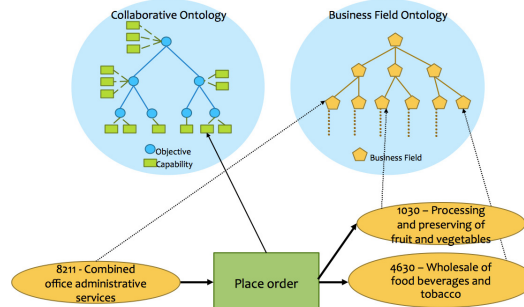 Collaborative Ontology
Business Field Ontology
Objective
Capability
Business Field
1030 – Processing
and preserving of
fruit and vegetables
8211 - Combined
office administrative
services
Place order
4630 – Wholesale of
food beverages and
tobacco